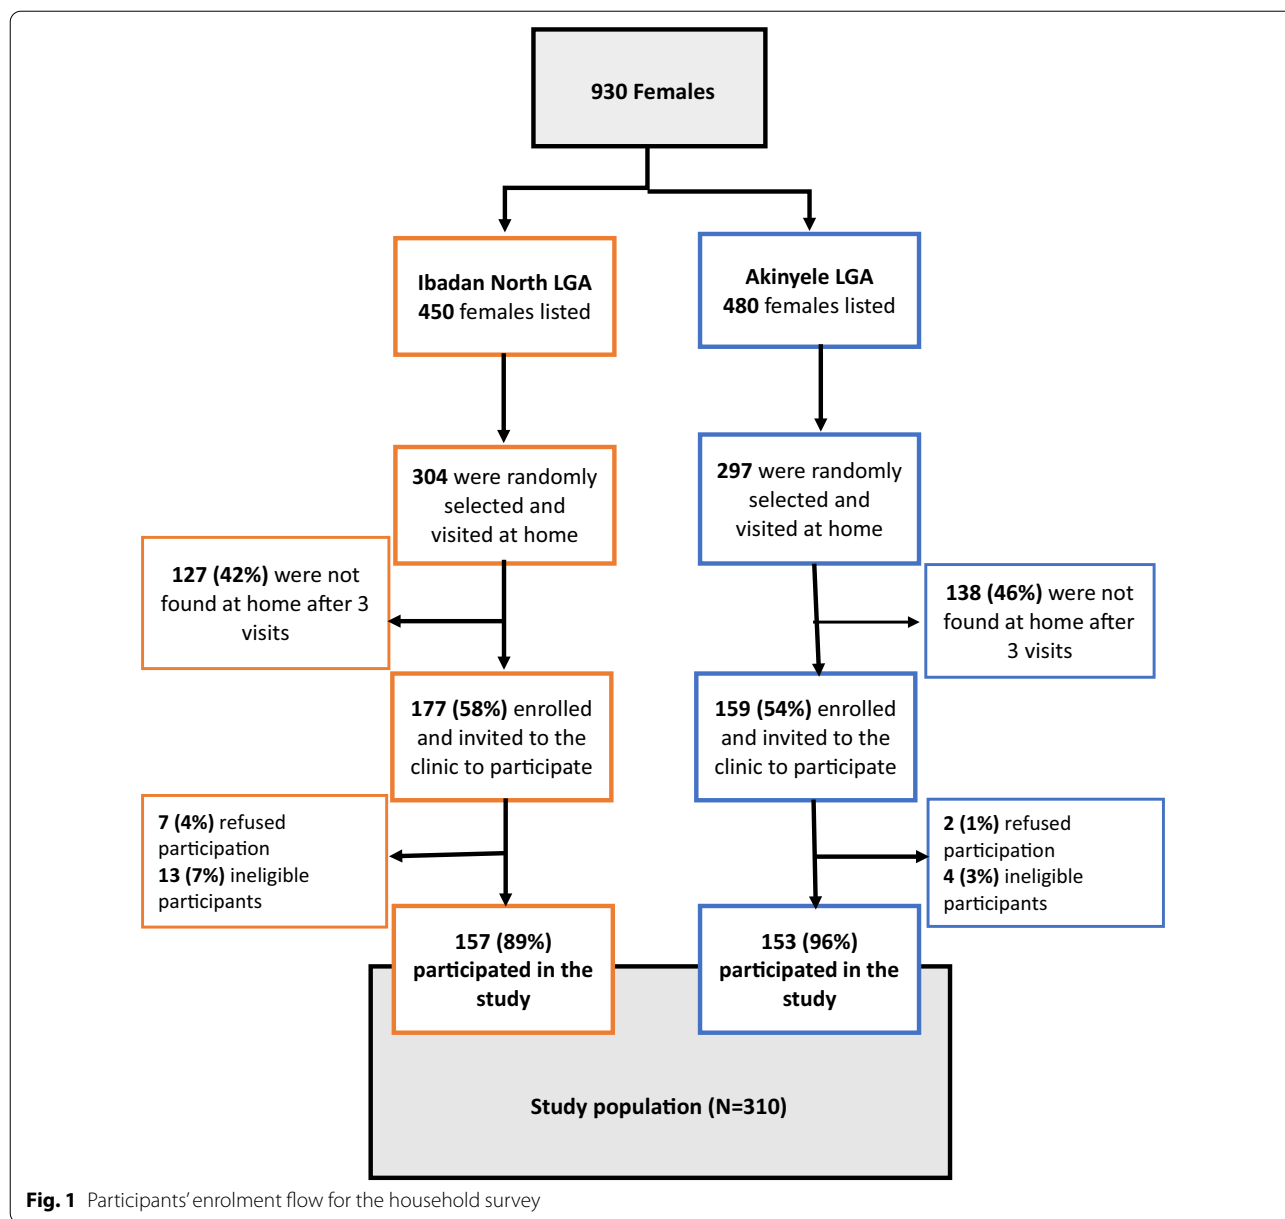 930 Females
Ibadan North LGA
450 females listed
Akinyele LGA
480 females listed
304 were randomly
selected and
visited at home
297 were randomly
selected and
visited at home
127 (42%) were not
found at home after 3
visits
138 (46%) were not
found at home after
3 visits
177 (58%) enrolled
and invited to the
clinic to participate
159 (54%) enrolled
and invited to the
clinic to participate
7 (4%) refused
participation
13 (7%) ineligible
participants
2 (1%) refused
participation
4 (3%) ineligible
participants
157 (89%)
participated in the
study
153 (96%)
participated in the
study
Study population (N=310)
Fig. 1 Participants’ enrolment flow for the household survey